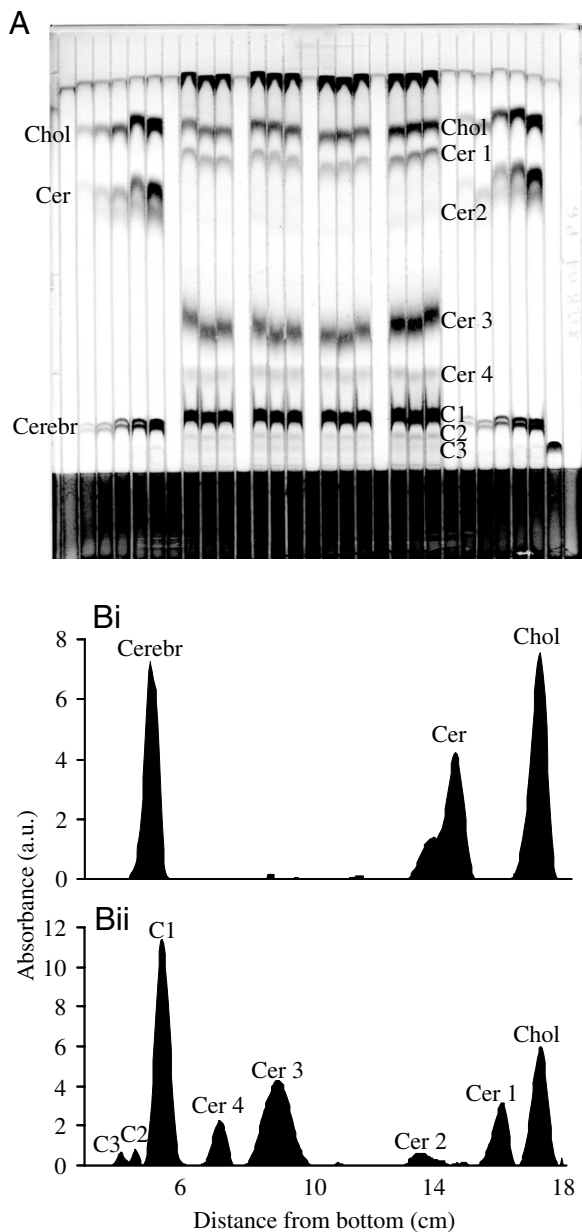 A
Chol
Cer
Cerebr
Chol
Cer 1
Cer2
Cer 3
Cer 4
C1
C2
C3
Bi
8
6
4
2
0
Cerebr
Cer
Chol
Absorbance (a.u.)
Bii
12
10
8
6
4
2
0
C3
C2
C1
Cer 4
Cer 3
Cer 2
Cer 1
Chol
6
10
14
18
Distance from bottom (cm)